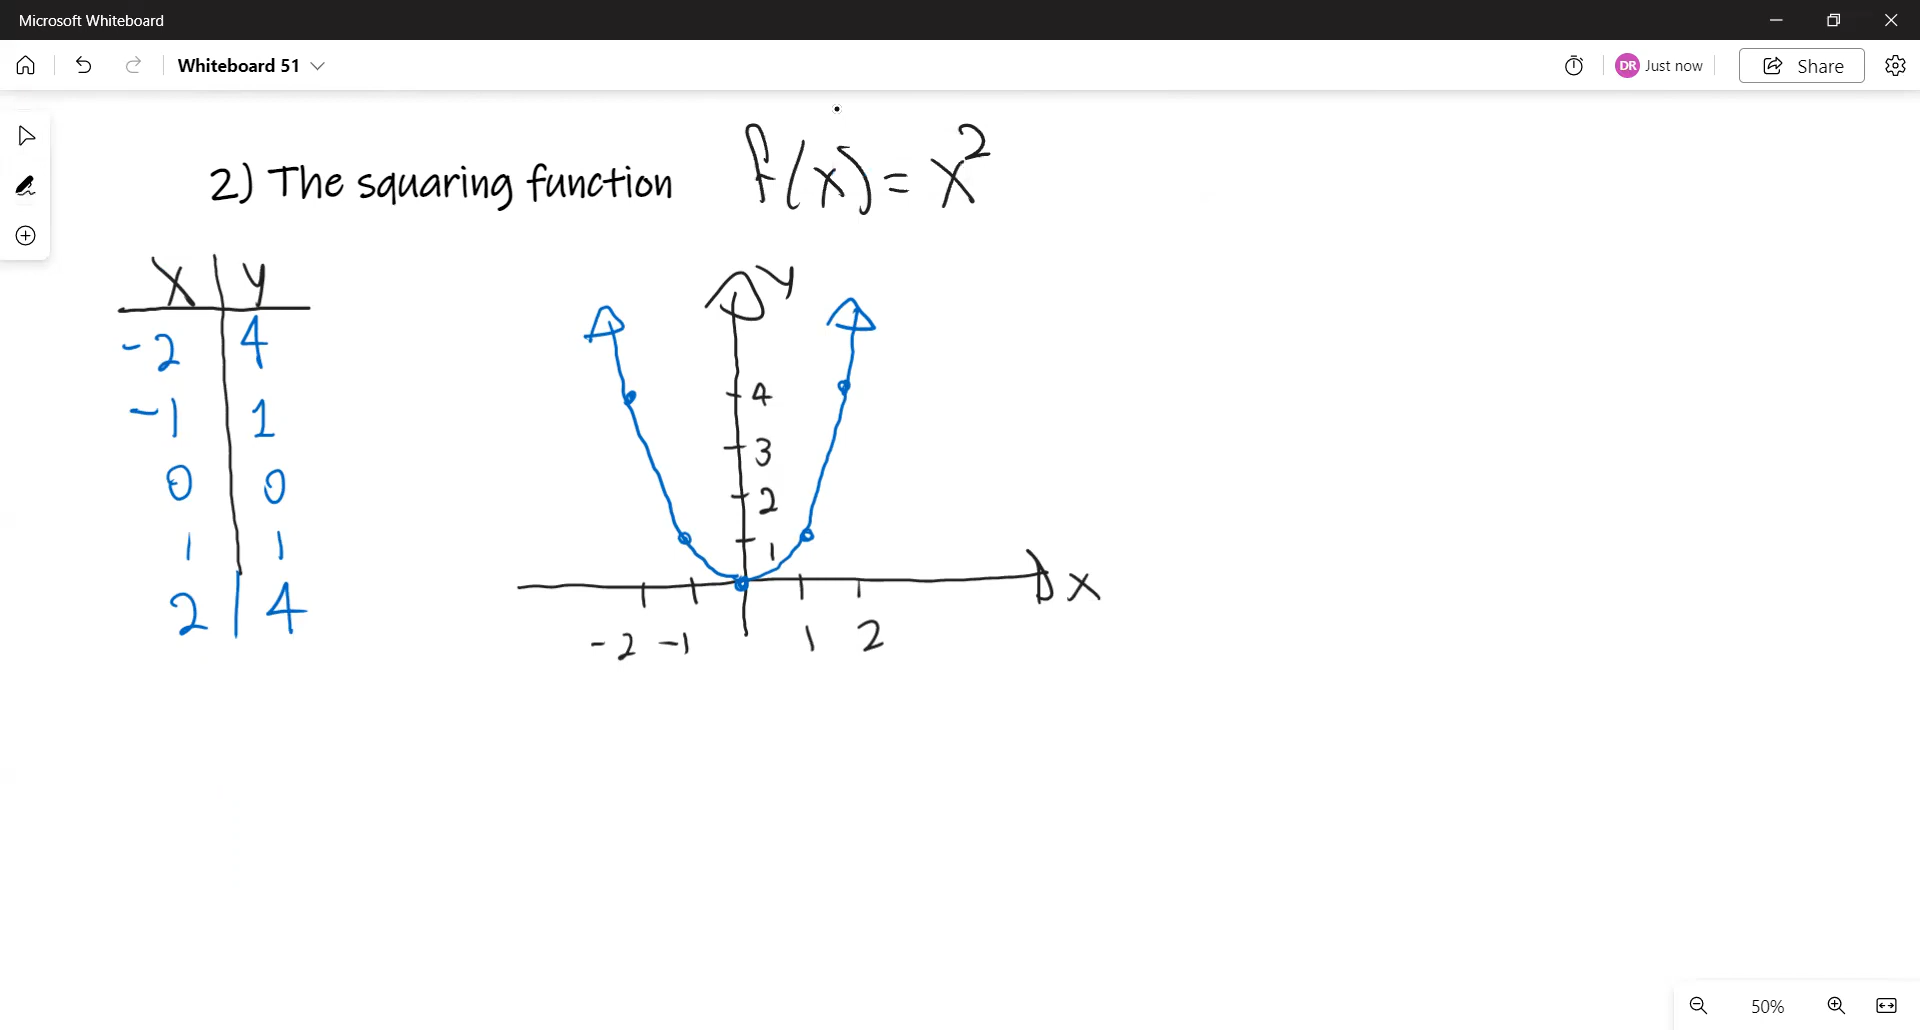 Microsoft Whiteboard
Whiteboard 51
DR Just now
Share
2) The squaring function f(x) = x²
x | y
-2 | 4
-1 | 1
0 | 0
1 | 1
2 | 4
y
4
3
2
1
x
-2 -1 1 2
50%